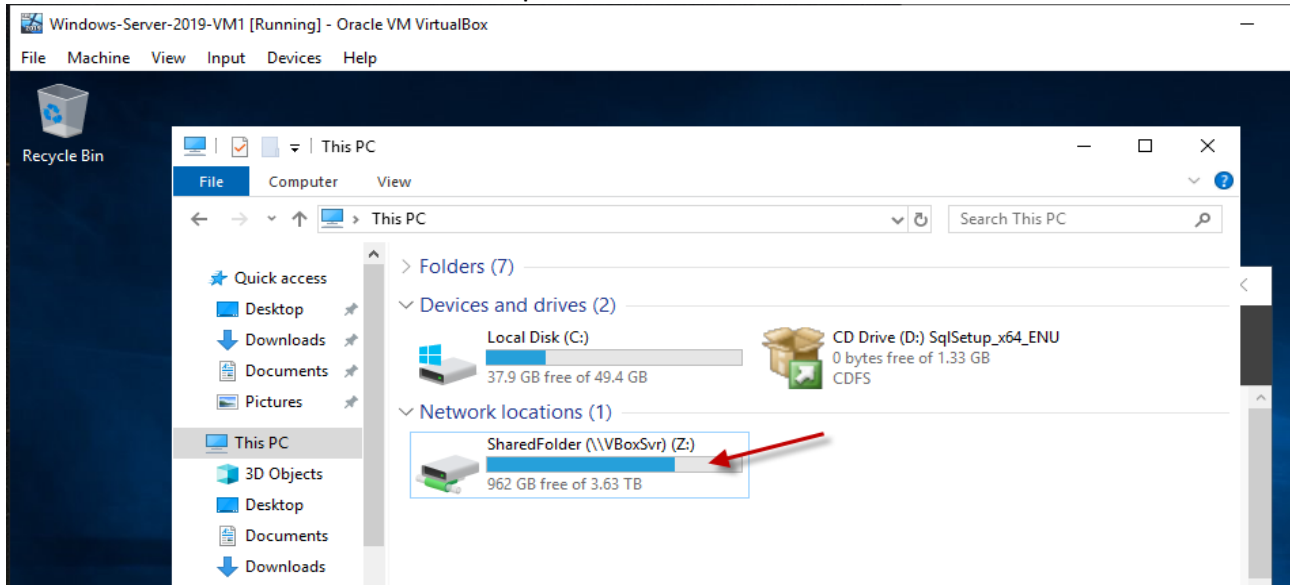 Windows-Server-2019-VM1 [Running] - Oracle VM VirtualBox
File Machine View Input Devices Help
Recycle Bin
This PC
File Computer View
This PC
Search This PC
Quick access
Desktop
Downloads
Documents
Pictures
This PC
3D Objects
Desktop
Documents
Downloads
Folders (7)
Devices and drives (2)
Local Disk (C:)
37.9 GB free of 49.4 GB
CD Drive (D:) SqlSetup_x64_ENU
0 bytes free of 1.33 GB
CDFS
Network locations (1)
SharedFolder (\\VBoxSvr) (Z:)
962 GB free of 3.63 TB